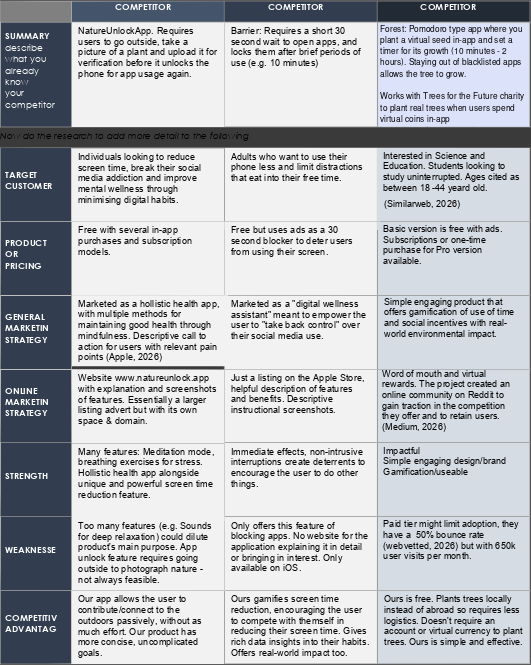 COMPETITOR
COMPETITOR
COMPETITOR
SUMMARY
describe
what you
already
know
your
competitor
NatureUnlockApp. Requires
users to go outside, take a
picture of a plant and upload it for
verification before it unlocks the
phone for app usage again.
Barrier: Requires a short 30
second wait to open apps, and
locks them after brief periods of
use (e.g. 10 minutes)
Forest: Pomodoro type app where you
plant a virtual seed in-app and set a
timer for its growth (10 minutes - 2
hours). Staying out of blacklisted apps
allows the tree to grow.
Works with Trees for the Future charity
to plant real trees when users spend
virtual coins in-app
Now do the research to add more detail to the following
TARGET
CUSTOMER
Individuals looking to reduce
screen time, break their social
media addiction and improve
mental wellness through
minimising digital habits.
Adults who want to use their
phone less and limit distractions
that eat into their free time.
Interested in Science and
Education. Students looking to
study uninterrupted. Ages cited as
between 18 -44 years old.
(Similarweb, 2026)
PRODUCT
OR
PRICING
Free with several in-app
purchases and subscription
models.
Free but uses ads as a 30
second blocker to deter users
from using their screen.
Basic version is free with ads.
Subscriptions or one-time
purchase for Pro version
available.
GENERAL
MARKETIN
STRATEGY
Marketed as a holistic health app,
with multiple methods for
maintaining good health through
mindfulness. Descriptive call to
action for users with relevant pain
points (Apple, 2026)
Marketed as a "digital wellness
assistant" meant to empower the
user to "take back control" over
their social media use.
Simple engaging product that
offers gamification of use of time
and social incentives with real-
world environmental impact.
ONLINE
MARKETIN
STRATEGY
Website www.natureunlock.app
with explanation and screenshots
of features. Essentially a larger
listing advert but with its own
space & domain.
Just a listing on the Apple Store,
helpful description of features
and benefits. Descriptive
instructional screenshots.
Word of mouth and virtual
rewards. The project created an
online community on Reddit to
gain traction in the competition
they offer and to retain users.
(Medium, 2026)
STRENGTH
Many features: Meditation mode,
breathing exercises for stress.
Holistic health app alongside
unique and powerful screen time
reduction feature.
Immediate effects, non-intrusive
interruptions create deterrents to
encourage the user to do other
things.
Impactful
Simple engaging design/brand
Gamification/useable
WEAKNESSE
Too many features (e.g. Sounds
for deep relaxation) could dilute
product's main purpose. App
unlock feature requires going
outside to photograph nature -
not always feasible.
Only offers this feature of
blocking apps. No website for the
application explaining it in detail
or bringing in interest. Only
available on iOS.
Paid tier might limit adoption, they
have a 50% bounce rate
(webvetted, 2026) but with 650k
user visits per month.
COMPETITIV
ADVANTAG
Our app allows the user to
contribute/connect to the
outdoors passively, without as
much effort. Our product has
more concise, uncomplicated
goals.
Ours gamifies screen time
reduction, encouraging the user
to compete with themself in
reducing their screen time. Gives
rich data insights into their habits.
Offers real-world impact too.
Ours is free. Plants trees locally
instead of abroad so requires less
logistics. Doesn't require an
account or virtual currency to plant
trees. Ours is simple and effective.